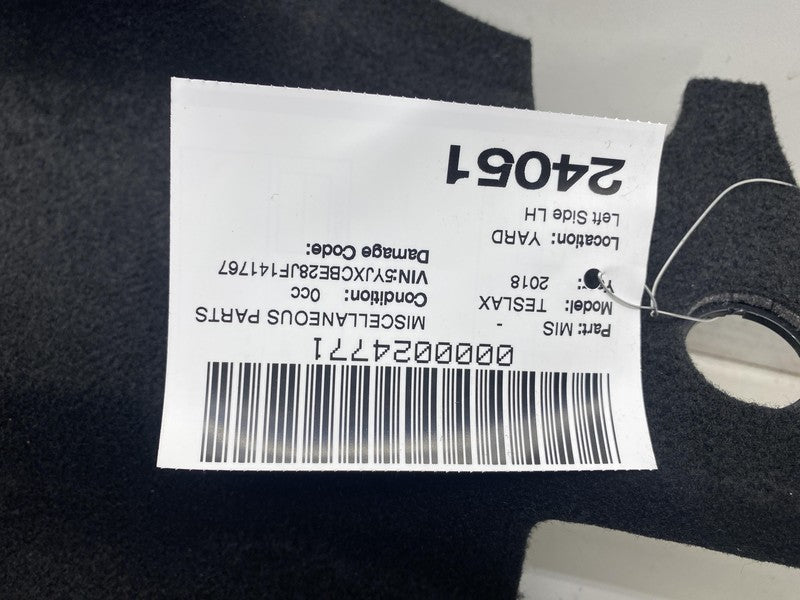 0000024771
Part: MIS - MISCELLANEOUS PARTS
Model: TESLAX Condition: 0cc
2018 VIN:5YJXCBE28JF141767
Damage Code:
Location: YARD
Left Side LH
24051